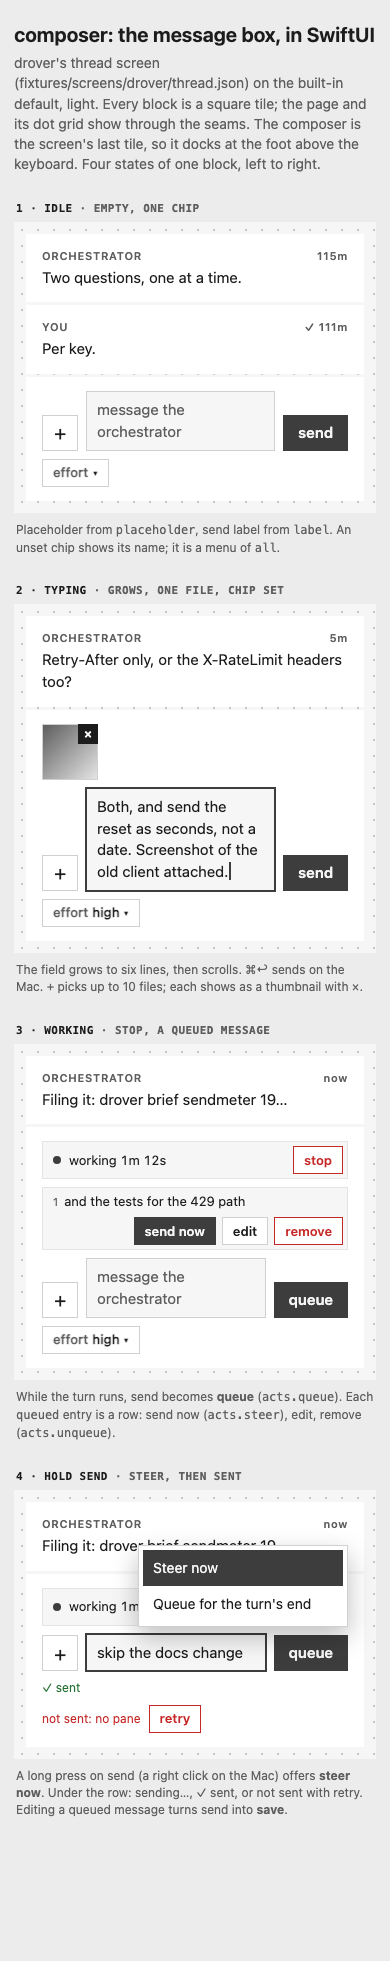 composer: the message box, in SwiftUI
drover's thread screen
(fixtures/screens/drover/thread.json) on the built-in
default, light. Every block is a square tile; the page and
its dot grid show through the seams. The composer is
the screen's last tile, so it docks at the foot above the
keyboard. Four states of one block, left to right.
1 · IDLE · EMPTY, ONE CHIP
ORCHESTRATOR 115m
Two questions, one at a time.
YOU ✓ 111m
Per key.
message the
orchestrator
+ send
effort ▾
Placeholder from placeholder, send label from label. An
unset chip shows its name; it is a menu of all.
2 · TYPING · GROWS, ONE FILE, CHIP SET
ORCHESTRATOR 5m
Retry-After only, or the X-RateLimit headers
too?
×
Both, and send the
reset as seconds, not a
date. Screenshot of the
old client attached.
+ send
effort high ▾
The field grows to six lines, then scrolls. ⌘↩ sends on the
Mac. + picks up to 10 files; each shows as a thumbnail with ×.
3 · WORKING · STOP, A QUEUED MESSAGE
ORCHESTRATOR now
Filing it: drover brief sendmeter 19…
● working 1m 12s stop
1 and the tests for the 429 path
send now edit remove
message the
orchestrator
+ queue
effort high ▾
While the turn runs, send becomes queue (acts.queue). Each
queued entry is a row: send now (acts.steer), edit, remove
(acts.unqueue).
4 · HOLD SEND · STEER, THEN SENT
ORCHESTRATOR now
Filing it: drover brief sendmeter 19
Steer now
Queue for the turn's end
● working 1m
+ skip the docs change queue
✓ sent
not sent: no pane retry
A long press on send (a right click on the Mac) offers steer
now. Under the row: sending…, ✓ sent, or not sent with retry.
Editing a queued message turns send into save.